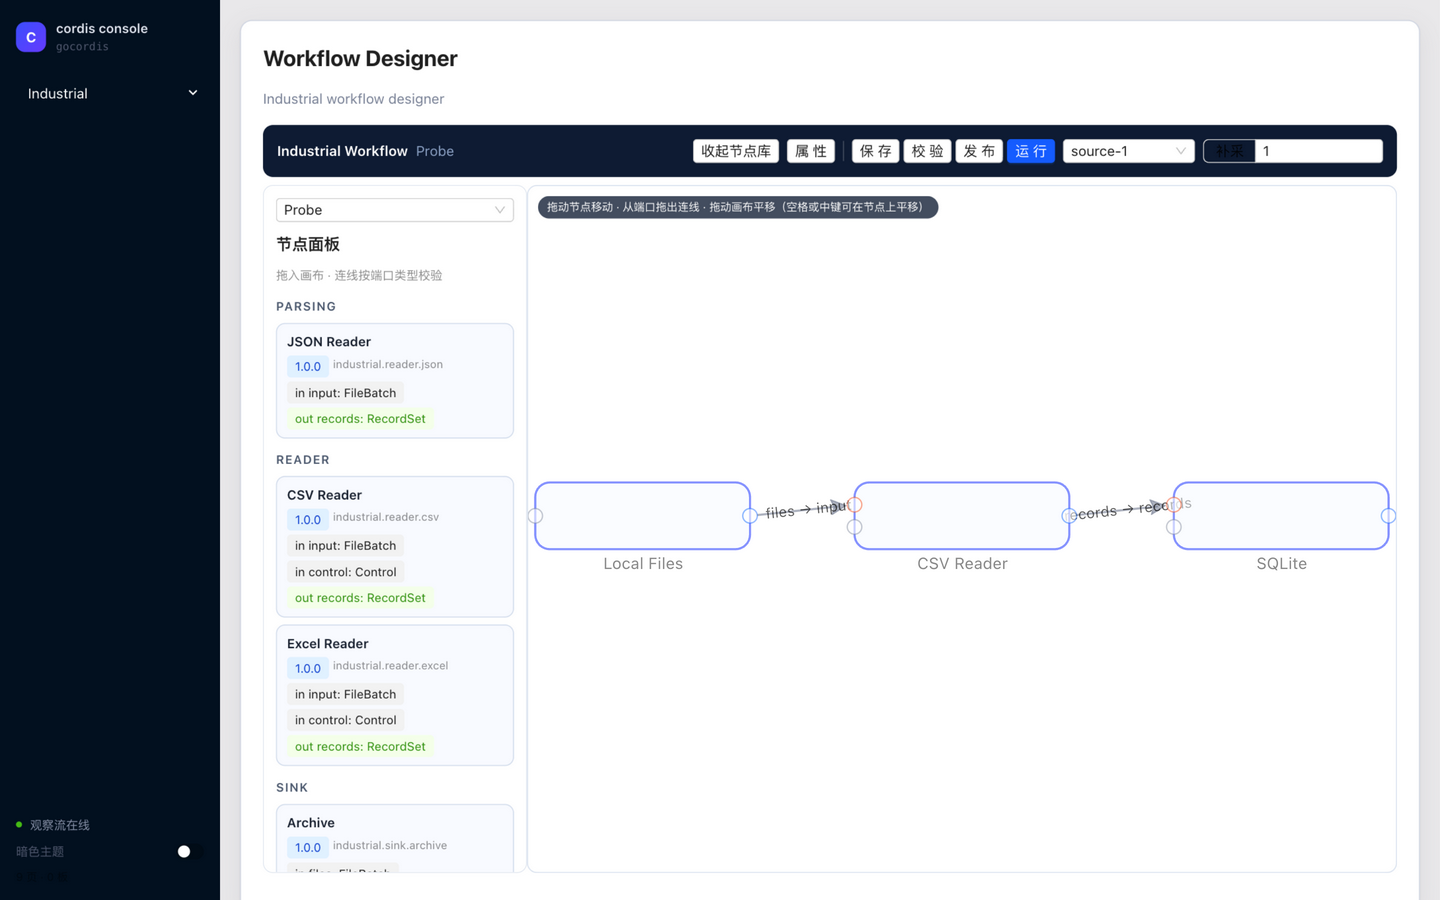 C
cordis console
gocordis
Industrial
观察流在线
暗色主题
Workflow Designer
Industrial workflow designer
Industrial Workflow Probe
收起节点库
属 性
保 存
校 验
发 布
运 行
source-1
补采
1
Probe
节点面板
拖入画布 · 连线按端口类型校验
PARSING
JSON Reader
1.0.0 industrial.reader.json
in input: FileBatch
out records: RecordSet
READER
CSV Reader
1.0.0 industrial.reader.csv
in input: FileBatch
in control: Control
out records: RecordSet
Excel Reader
1.0.0 industrial.reader.excel
in input: FileBatch
in control: Control
out records: RecordSet
SINK
Archive
1.0.0 industrial.sink.archive
in files: FileBatch
拖动节点移动 · 从端口拖出连线 · 拖动画布平移（空格或中键可在节点上平移）
files → input
records → records
Local Files
CSV Reader
SQLite